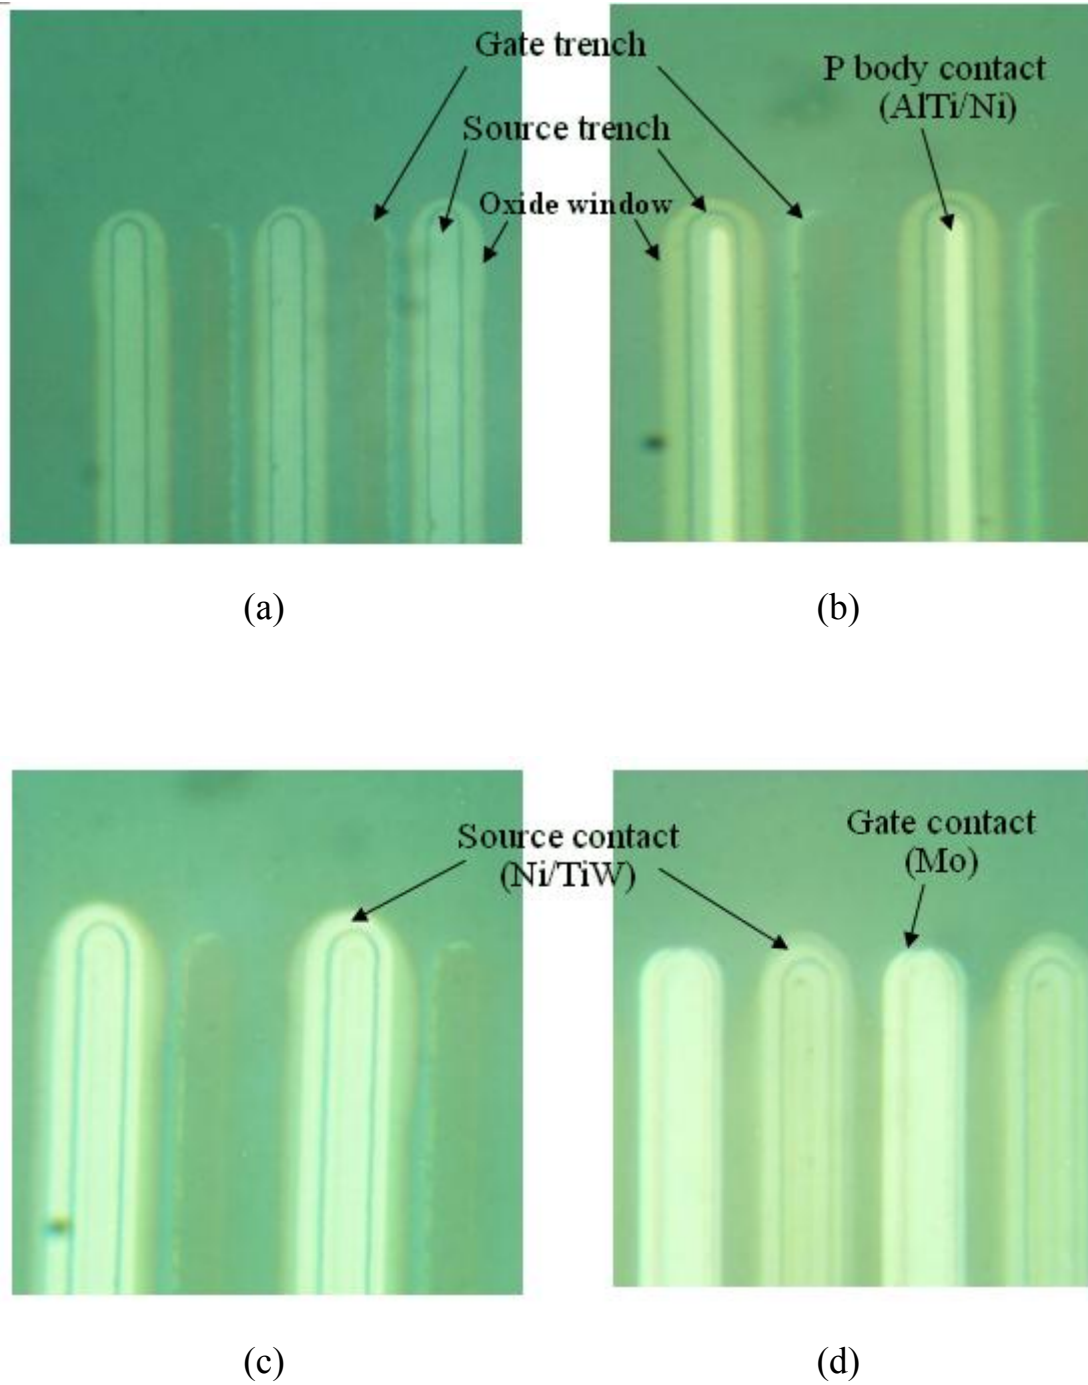 Gate trench
P body contact
(AlTi/Ni)
Source trench
Oxide window
(a)
(b)
Source contact
(Ni/TiW)
Gate contact
(Mo)
(c)
(d)